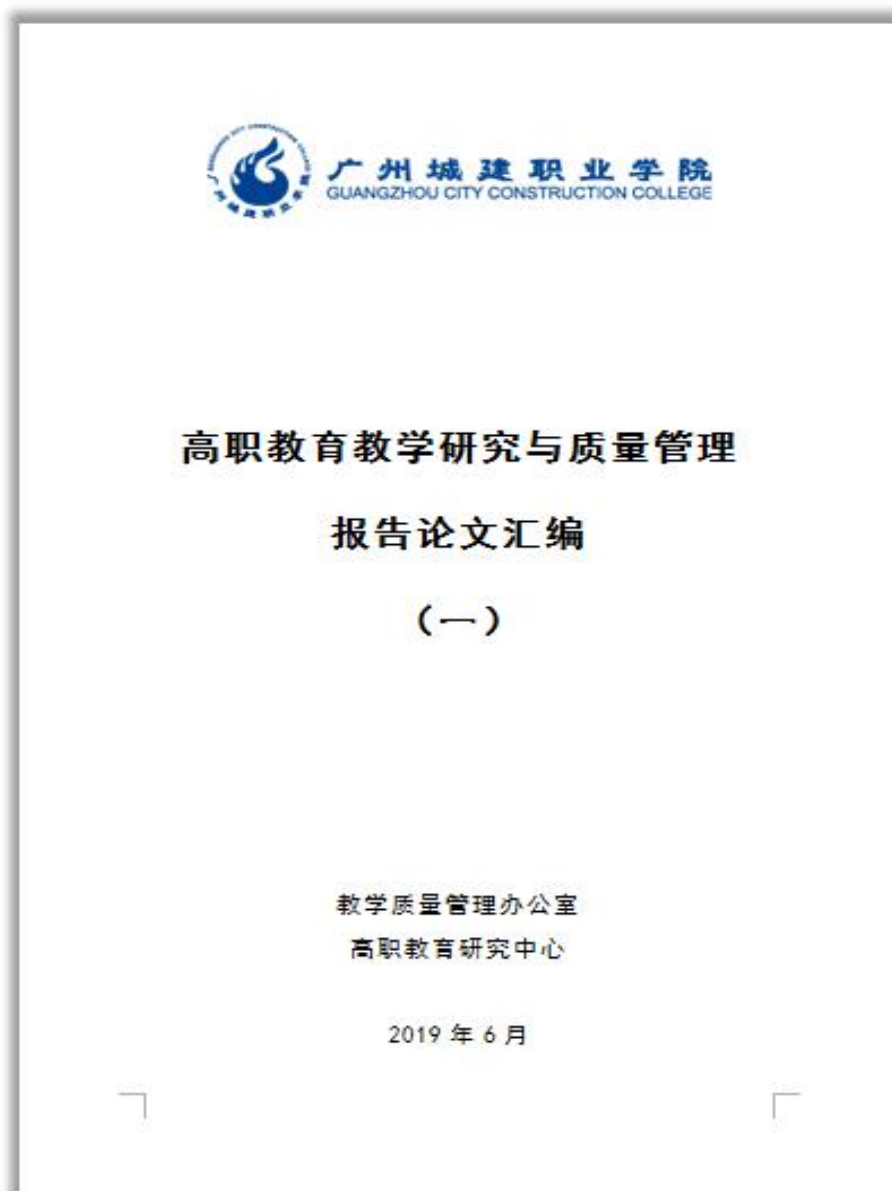 广州城建职业学院
GUANGZHOU CITY CONSTRUCTION COLLEGE
高职教育教学研究与质量管理
报告论文汇编
（一）
教学质量管理办公室
高职教育研究中心
2019 年 6 月